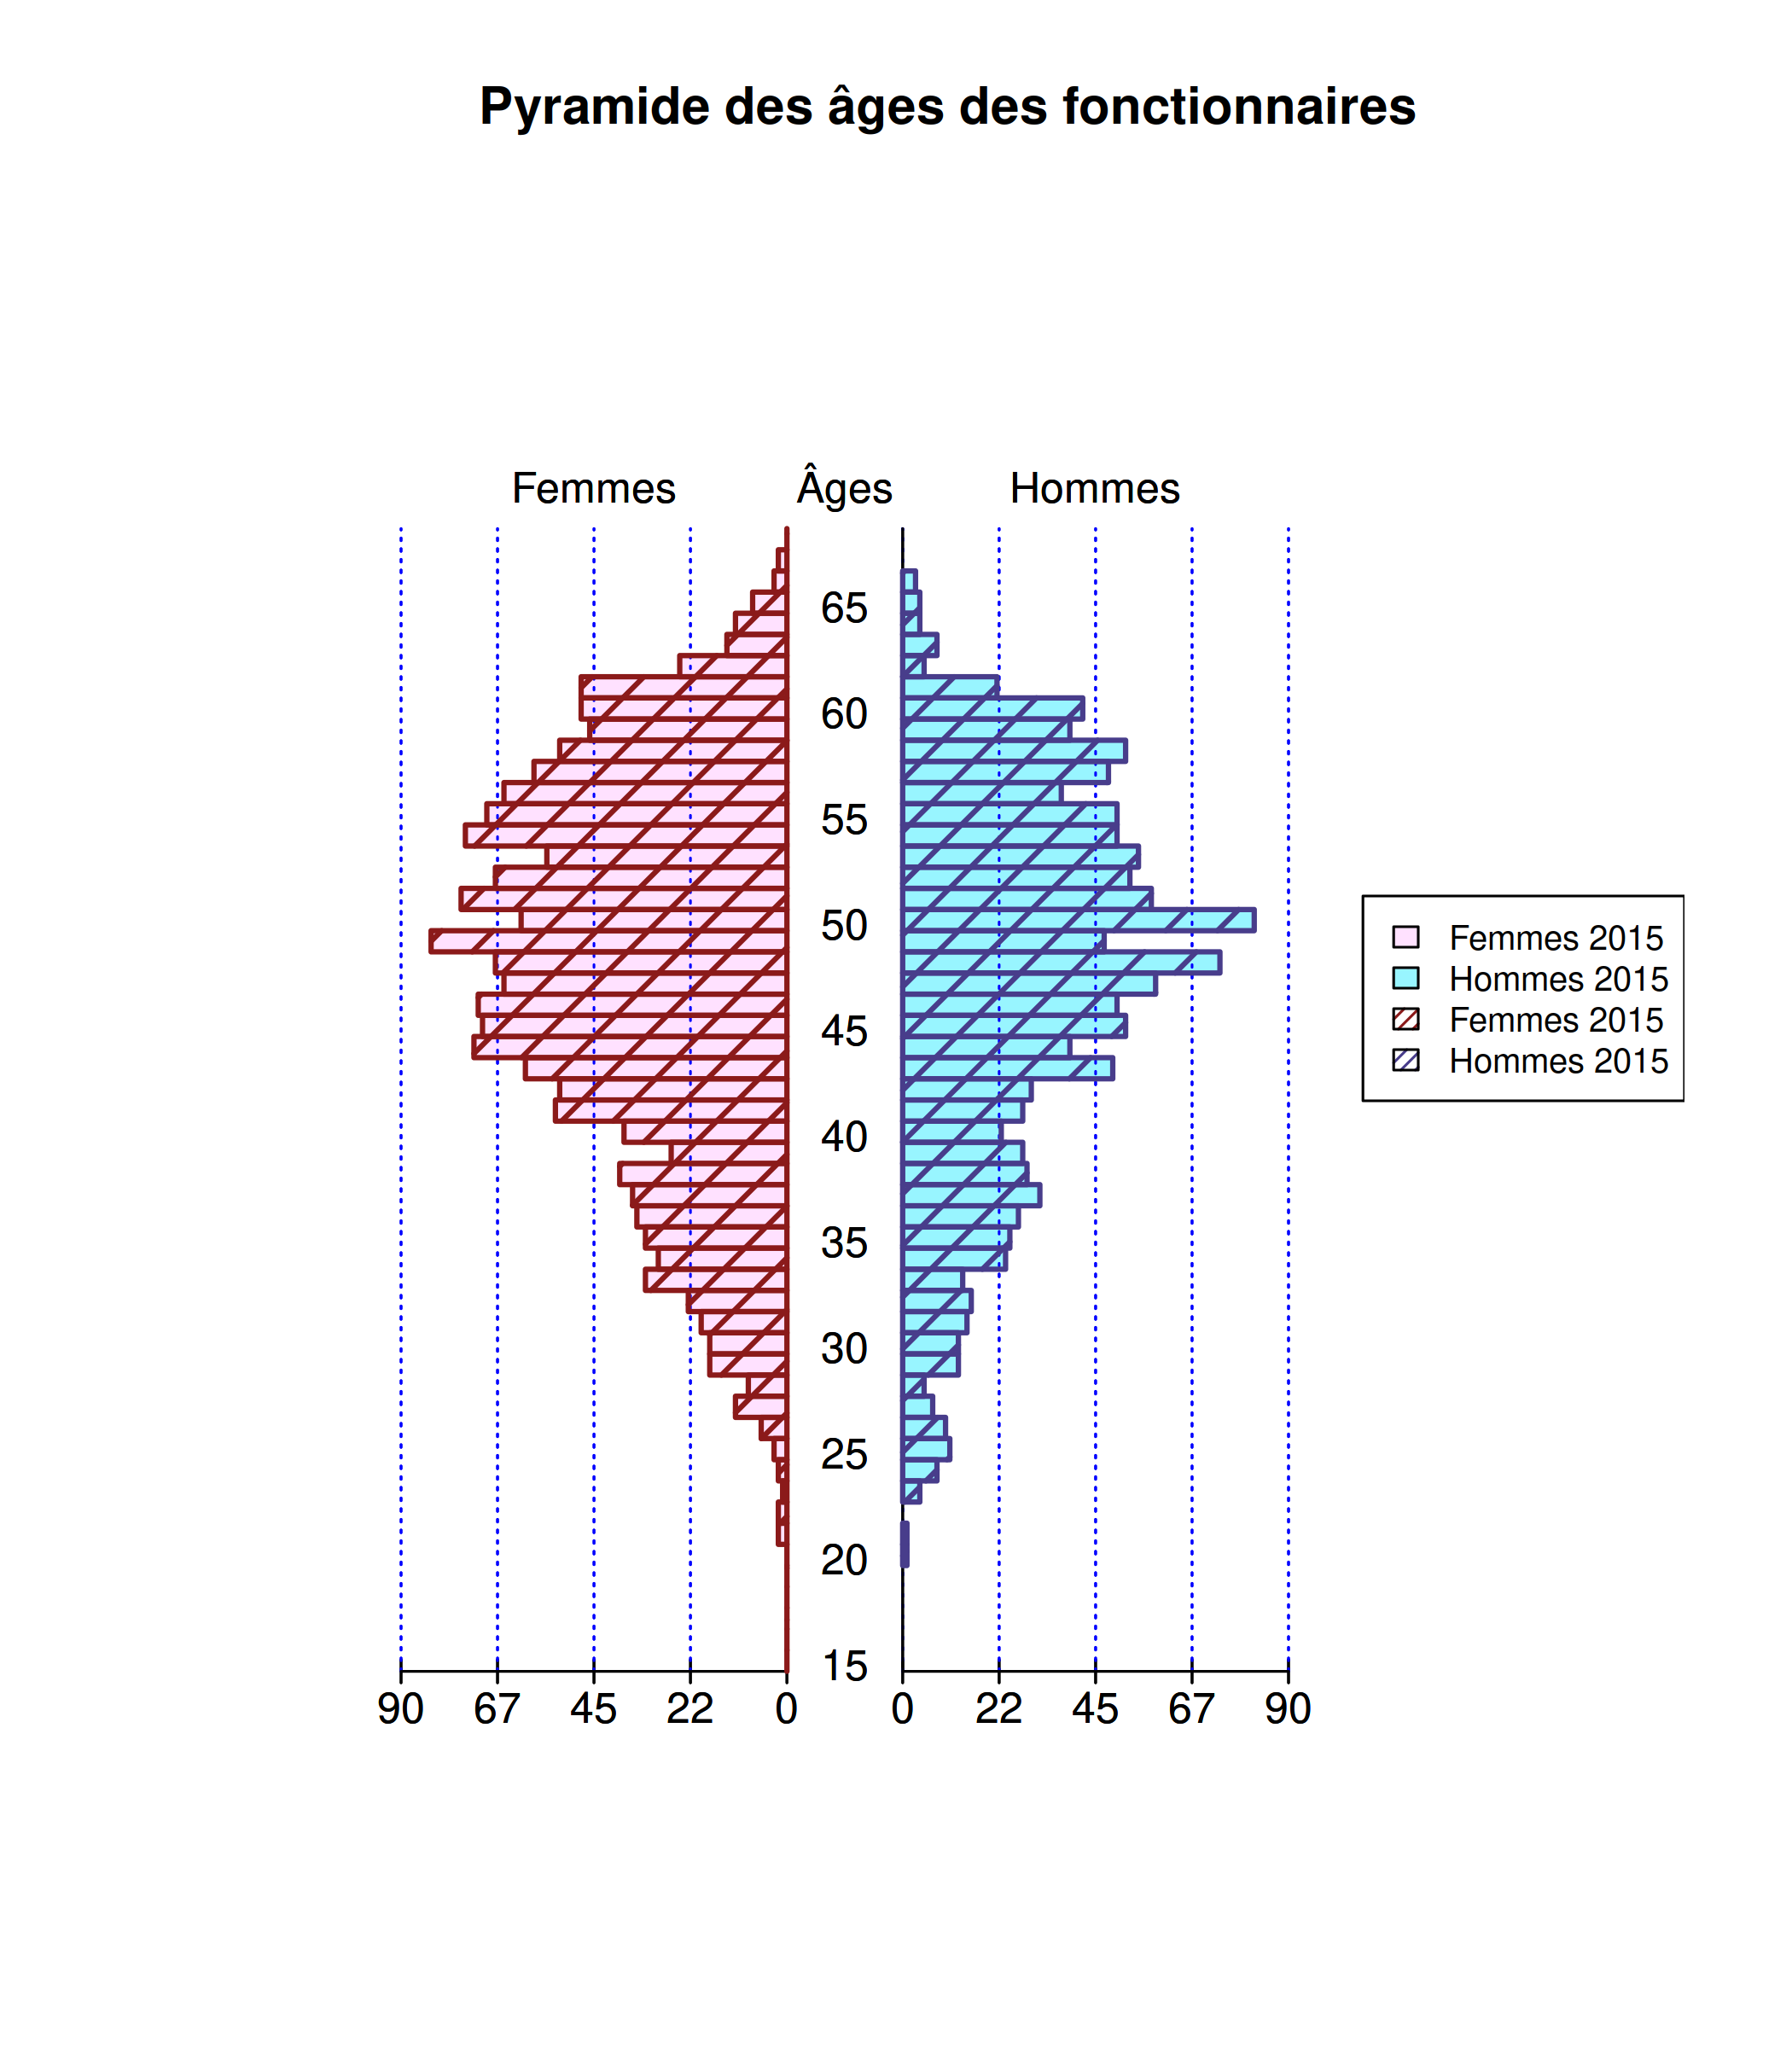 Pyramide des âges des fonctionnaires
Femmes Âges Hommes
65
60
55
50
45
40
35
30
25
20
15
90 67 45 22 0 0 22 45 67 90
Femmes 2015
Hommes 2015
Femmes 2015
Hommes 2015